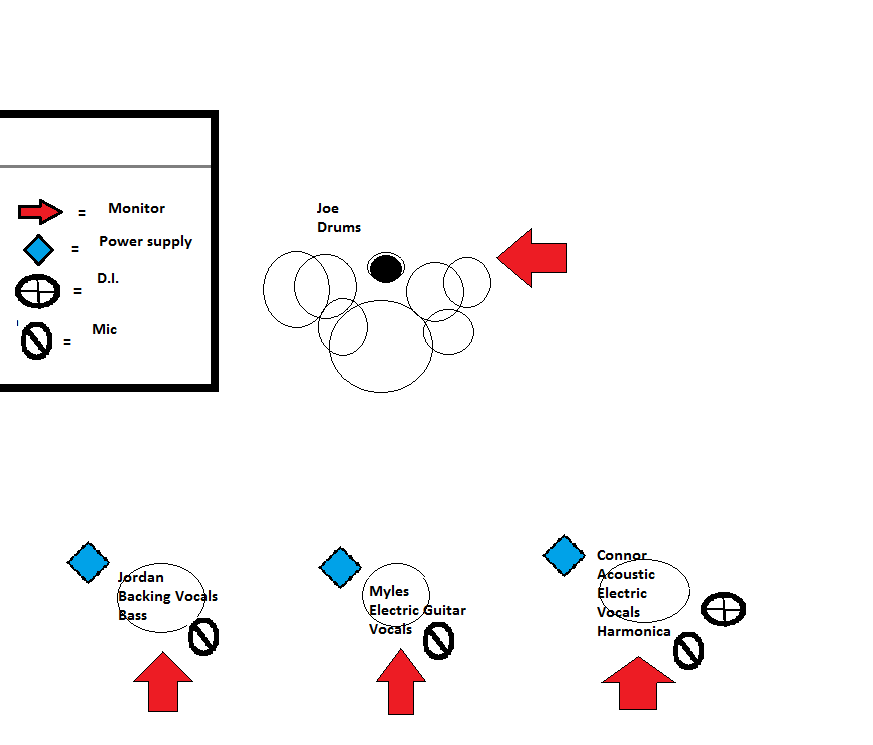 = Monitor
= Power supply
= D.I.
= Mic
Joe
Drums
Jordan
Backing Vocals
Bass
Myles
Electric Guitar
Vocals
Connor
Acoustic
Electric
Vocals
Harmonica